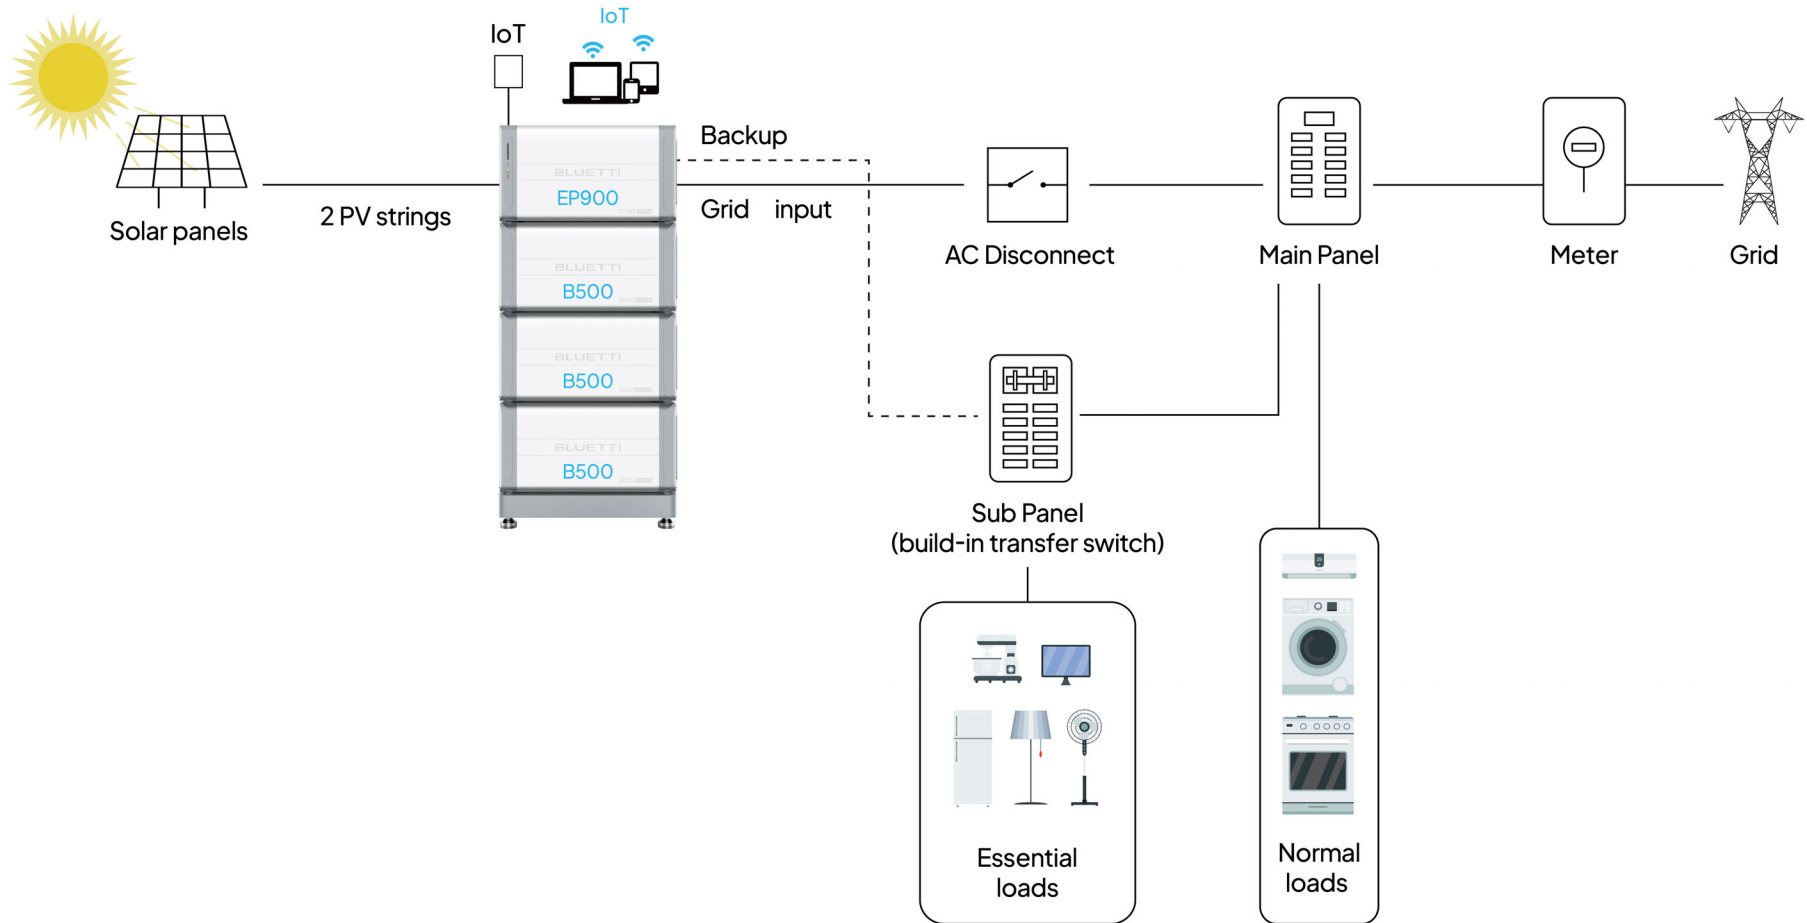 IoT
IoT
BLUETTI
EP900
BLUETTI
B500
BLUETTI
B500
BLUETTI
B500
Solar panels
2 PV strings
Backup
Grid input
AC Disconnect
Main Panel
Meter
Grid
Sub Panel
(build-in transfer switch)
Essential
loads
Normal
loads